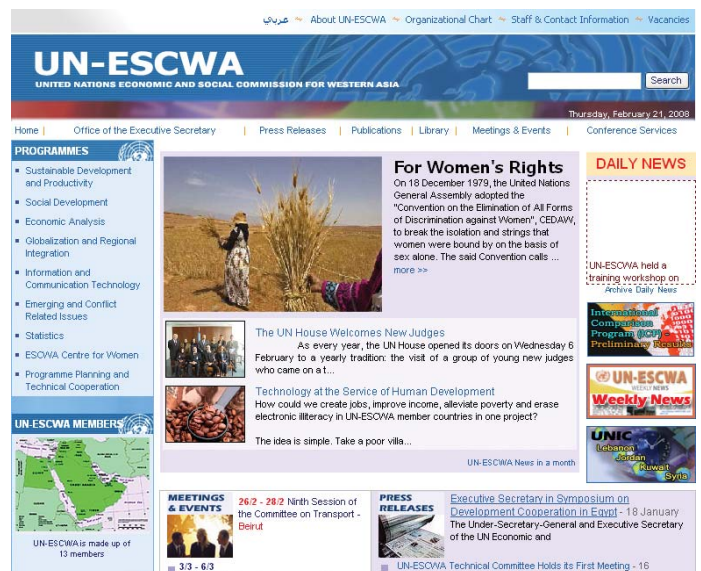 عربي ~ About UN-ESCWA ~ Organizational Chart ~ Staff & Contact Information ~ Vacancies
UN-ESCWA
UNITED NATIONS ECONOMIC AND SOCIAL COMMISSION FOR WESTERN ASIA
Search
Thursday, February 21, 2008
Home | Office of the Executive Secretary | Press Releases | Publications | Library | Meetings & Events | Conference Services
PROGRAMMES
Sustainable Development
and Productivity
Social Development
Economic Analysis
Globalization and Regional
Integration
Information and
Communication Technology
Emerging and Conflict
Related Issues
Statistics
ESCWA Centre for Women
Programme Planning and
Technical Cooperation
UN-ESCWA MEMBERS
UN-ESCWA is made up of
13 members
For Women's Rights
On 18 December 1979, the United Nations
General Assembly adopted the
"Convention on the Elimination of All Forms
of Discrimination against Women", CEDAW,
to break the isolation and strings that
women were bound by on the basis of
sex alone. The said Convention calls ...
more >>
The UN House Welcomes New Judges
As every year, the UN House opened its doors on Wednesday 6
February to a yearly tradition: the visit of a group of young new judges
who came on a t...
Technology at the Service of Human Development
How could we create jobs, improve income, alleviate poverty and erase
electronic illiteracy in UN-ESCWA member countries in one project?
The idea is simple. Take a poor villa...
UN-ESCWA News in a month
DAILY NEWS
UN-ESCWA held a
training workshop on
Archive Daily News
International
Comparison
Program (ICP) -
Preliminary Results
UN-ESCWA
WEEKLY NEWS
Weekly News
UNIC
Lebanon
Jordan
Kuwait
Syria
MEETINGS
& EVENTS
26/2 - 28/2 Ninth Session of
the Committee on Transport -
Beirut
3/3 - 6/3
PRESS
RELEASES
Executive Secretary in Symposium on
Development Cooperation in Egypt - 18 January
The Under-Secretary-General and Executive Secretary
of the UN Economic and
UN-ESCWA Technical Committee Holds its First Meeting - 16